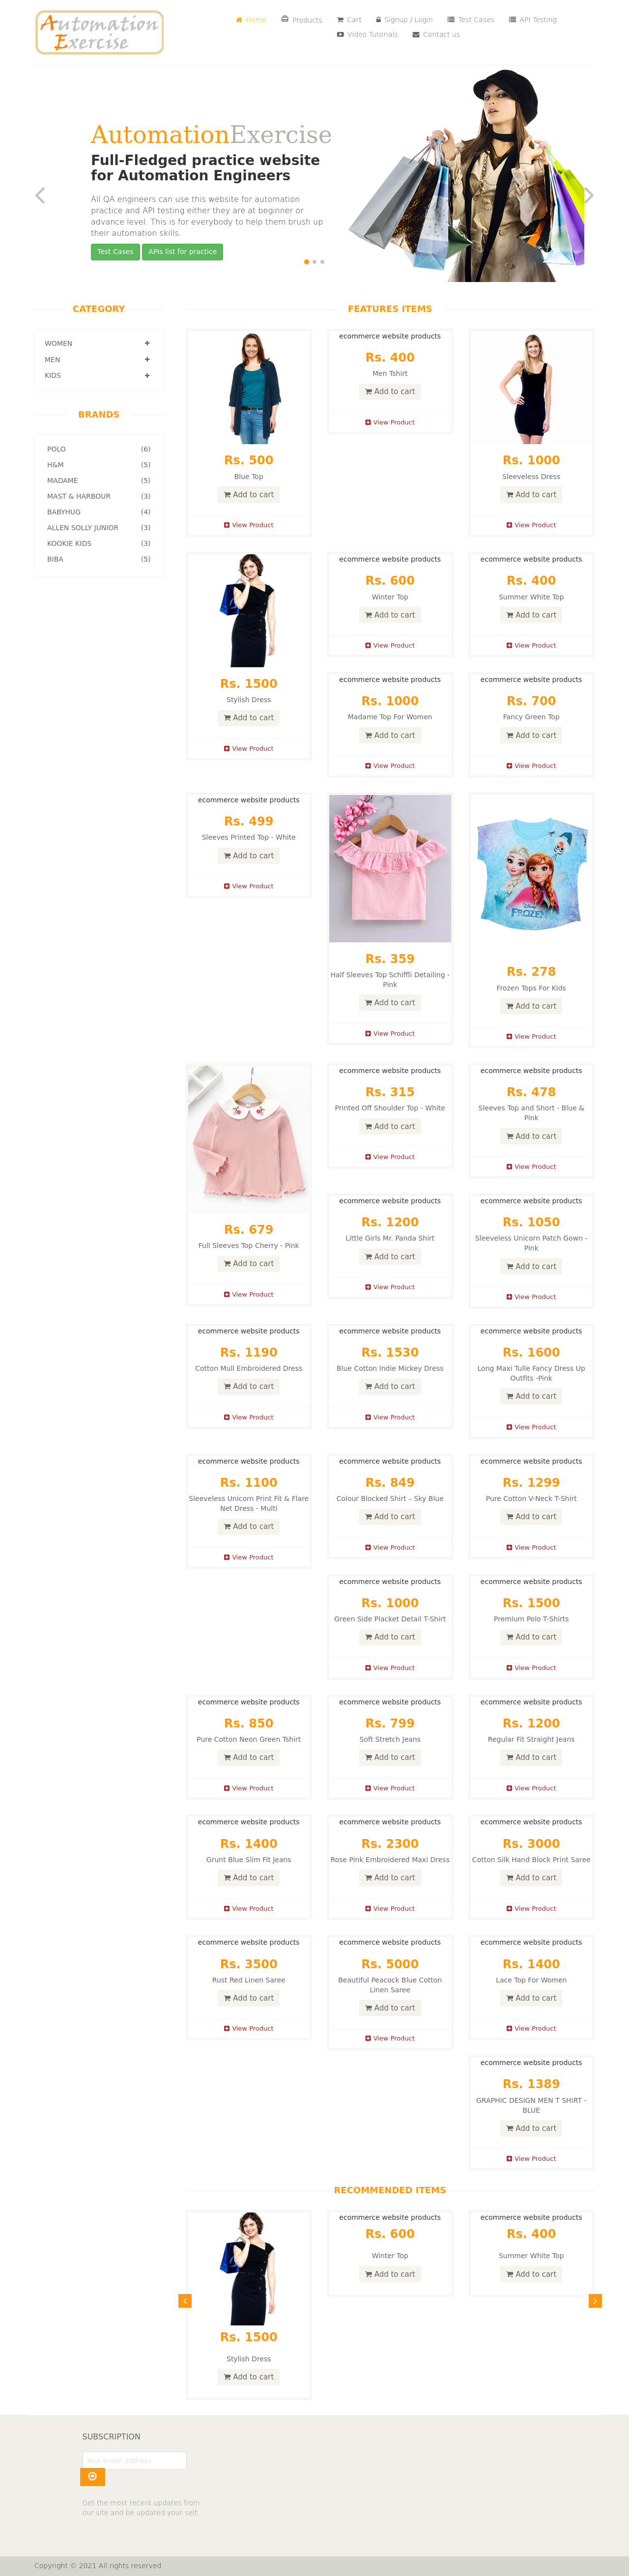 Automation
Exercise
Home
Products
Cart
Signup / Login
Test Cases
API Testing
Video Tutorials
Contact us
AutomationExercise
Full-Fledged practice website
for Automation Engineers
All QA engineers can use this website for automation
practice and API testing either they are at beginner or
advance level. This is for everybody to help them brush up
their automation skills.
Test Cases
APIs list for practice
CATEGORY
WOMEN
MEN
KIDS
BRANDS
POLO (6)
H&M (5)
MADAME (5)
MAST & HARBOUR (3)
BABYHUG (4)
ALLEN SOLLY JUNIOR (3)
KOOKIE KIDS (3)
BIBA (5)
FEATURES ITEMS
Rs. 500
Blue Top
Add to cart
View Product
ecommerce website products
Rs. 400
Men Tshirt
Add to cart
View Product
Rs. 1000
Sleeveless Dress
Add to cart
View Product
Rs. 1500
Stylish Dress
Add to cart
View Product
ecommerce website products
Rs. 600
Winter Top
Add to cart
View Product
ecommerce website products
Rs. 400
Summer White Top
Add to cart
View Product
ecommerce website products
Rs. 1000
Madame Top For Women
Add to cart
View Product
ecommerce website products
Rs. 700
Fancy Green Top
Add to cart
View Product
ecommerce website products
Rs. 499
Sleeves Printed Top - White
Add to cart
View Product
Rs. 359
Half Sleeves Top Schiffli Detailing -
Pink
Add to cart
View Product
DISNEY
FROZEN
Rs. 278
Frozen Tops For Kids
Add to cart
View Product
Rs. 679
Full Sleeves Top Cherry - Pink
Add to cart
View Product
ecommerce website products
Rs. 315
Printed Off Shoulder Top - White
Add to cart
View Product
ecommerce website products
Rs. 478
Sleeves Top and Short - Blue &
Pink
Add to cart
View Product
ecommerce website products
Rs. 1200
Little Girls Mr. Panda Shirt
Add to cart
View Product
ecommerce website products
Rs. 1050
Sleeveless Unicorn Patch Gown -
Pink
Add to cart
View Product
ecommerce website products
Rs. 1190
Cotton Mull Embroidered Dress
Add to cart
View Product
ecommerce website products
Rs. 1530
Blue Cotton Indie Mickey Dress
Add to cart
View Product
ecommerce website products
Rs. 1600
Long Maxi Tulle Fancy Dress Up
Outfits -Pink
Add to cart
View Product
ecommerce website products
Rs. 1100
Sleeveless Unicorn Print Fit & Flare
Net Dress - Multi
Add to cart
View Product
ecommerce website products
Rs. 849
Colour Blocked Shirt – Sky Blue
Add to cart
View Product
ecommerce website products
Rs. 1299
Pure Cotton V-Neck T-Shirt
Add to cart
View Product
ecommerce website products
Rs. 1000
Green Side Placket Detail T-Shirt
Add to cart
View Product
ecommerce website products
Rs. 1500
Premium Polo T-Shirts
Add to cart
View Product
ecommerce website products
Rs. 850
Pure Cotton Neon Green Tshirt
Add to cart
View Product
ecommerce website products
Rs. 799
Soft Stretch Jeans
Add to cart
View Product
ecommerce website products
Rs. 1200
Regular Fit Straight Jeans
Add to cart
View Product
ecommerce website products
Rs. 1400
Grunt Blue Slim Fit Jeans
Add to cart
View Product
ecommerce website products
Rs. 2300
Rose Pink Embroidered Maxi Dress
Add to cart
View Product
ecommerce website products
Rs. 3000
Cotton Silk Hand Block Print Saree
Add to cart
View Product
ecommerce website products
Rs. 3500
Rust Red Linen Saree
Add to cart
View Product
ecommerce website products
Rs. 5000
Beautiful Peacock Blue Cotton
Linen Saree
Add to cart
View Product
ecommerce website products
Rs. 1400
Lace Top For Women
Add to cart
View Product
ecommerce website products
Rs. 1389
GRAPHIC DESIGN MEN T SHIRT -
BLUE
Add to cart
View Product
RECOMMENDED ITEMS
Rs. 1500
Stylish Dress
Add to cart
ecommerce website products
Rs. 600
Winter Top
Add to cart
ecommerce website products
Rs. 400
Summer White Top
Add to cart
SUBSCRIPTION
Your email address
Get the most recent updates from
our site and be updated your self...
Copyright © 2021 All rights reserved